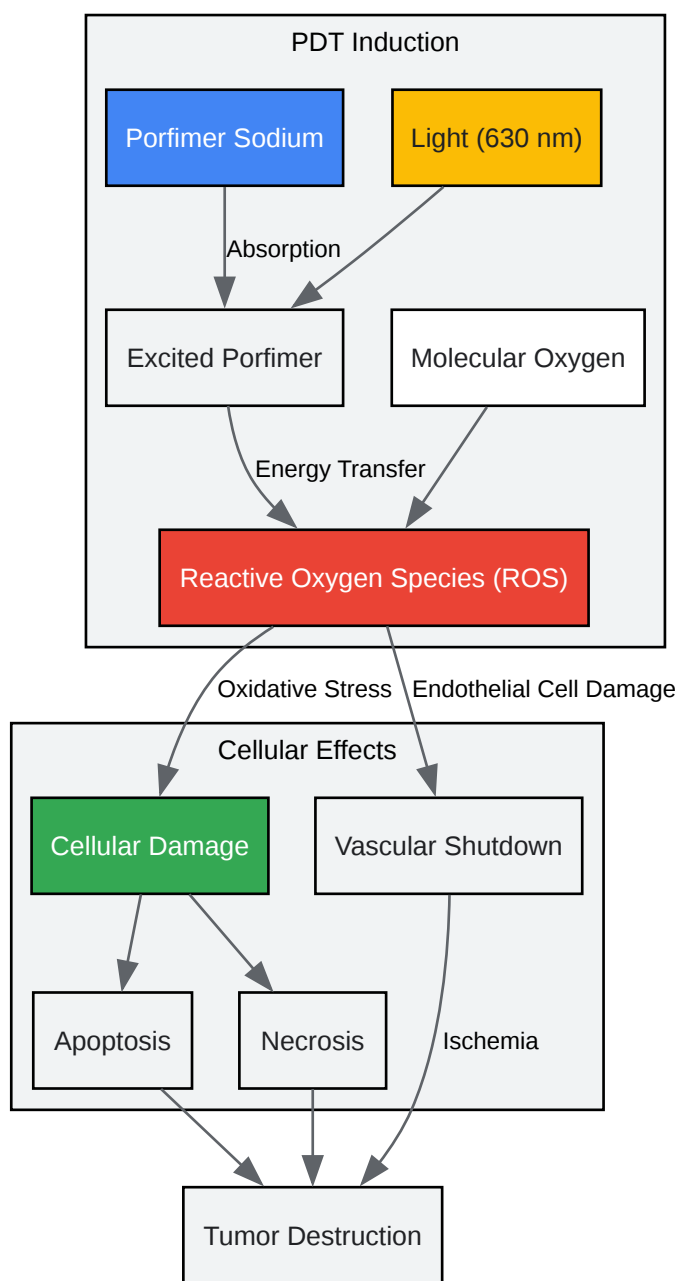 PDT Induction
Porfimer Sodium
Light (630 nm)
Absorption
Excited Porfimer
Molecular Oxygen
Energy Transfer
Reactive Oxygen Species (ROS)
Oxidative Stress
Endothelial Cell Damage
Cellular Effects
Cellular Damage
Vascular Shutdown
Apoptosis
Necrosis
Ischemia
Tumor Destruction